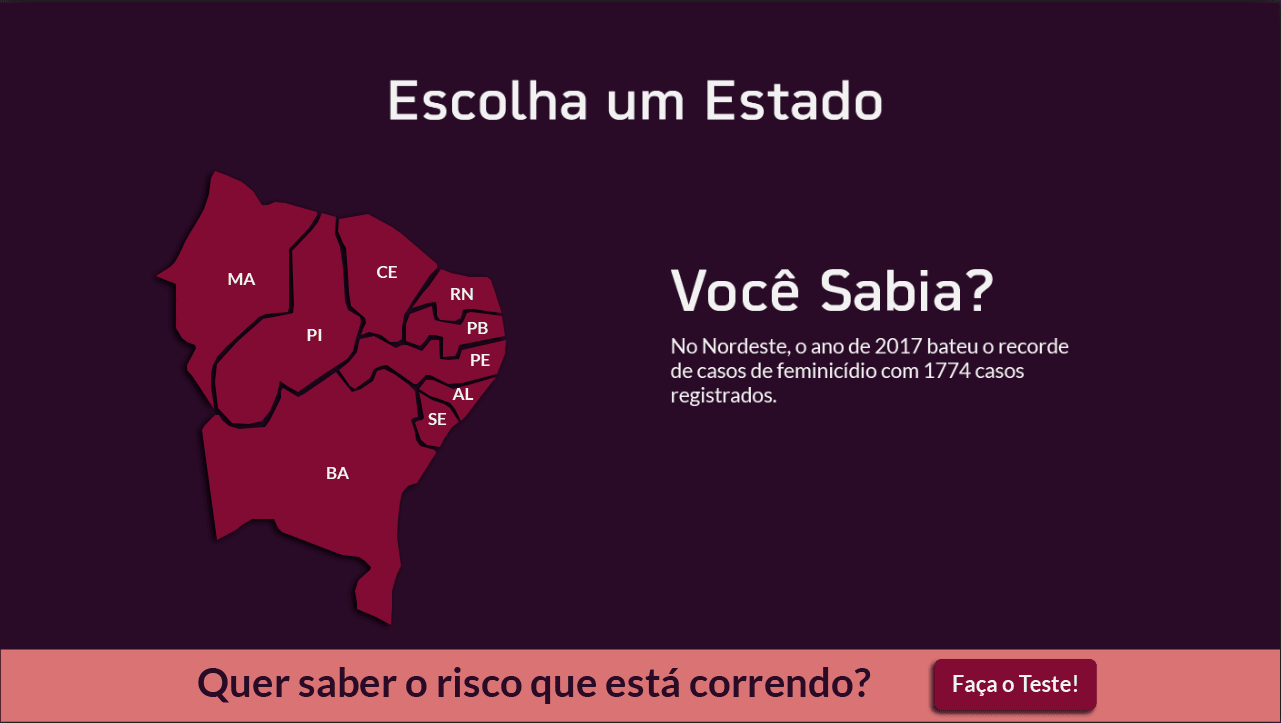 Escolha um Estado
MA
CE
RN
PI
PB
PE
AL
SE
BA
Você Sabia?
No Nordeste, o ano de 2017 bateu o recorde
de casos de feminicídio com 1774 casos
registrados.
Quer saber o risco que está correndo?
Faça o Teste!